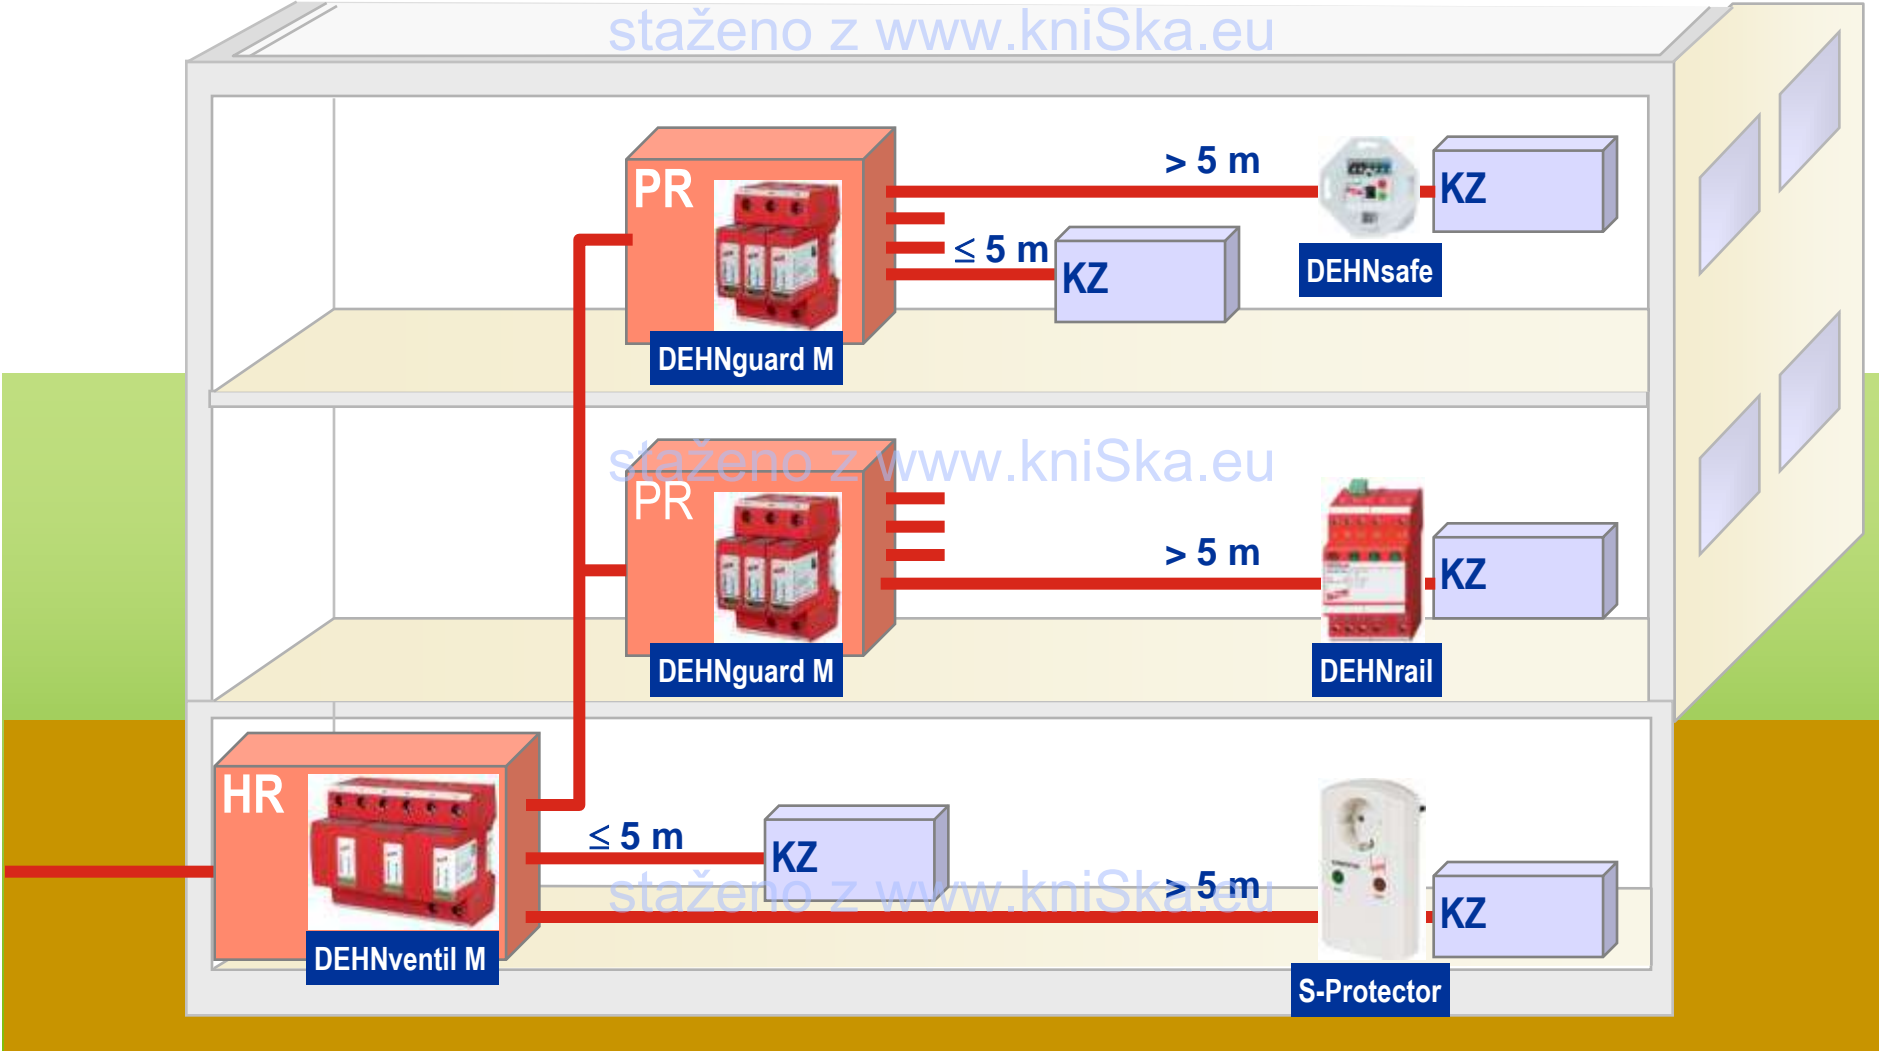 staženo z www.kniSka.eu
PR
> 5 m
KZ
≤ 5 m
KZ
DEHNsafe
DEHNguard M
staženo z www.kniSka.eu
PR
> 5 m
KZ
DEHNguard M
DEHNrail
HR
≤ 5 m
KZ
staženo z www.kniSka.eu
> 5 m
KZ
DEHNventil M
S-Protector